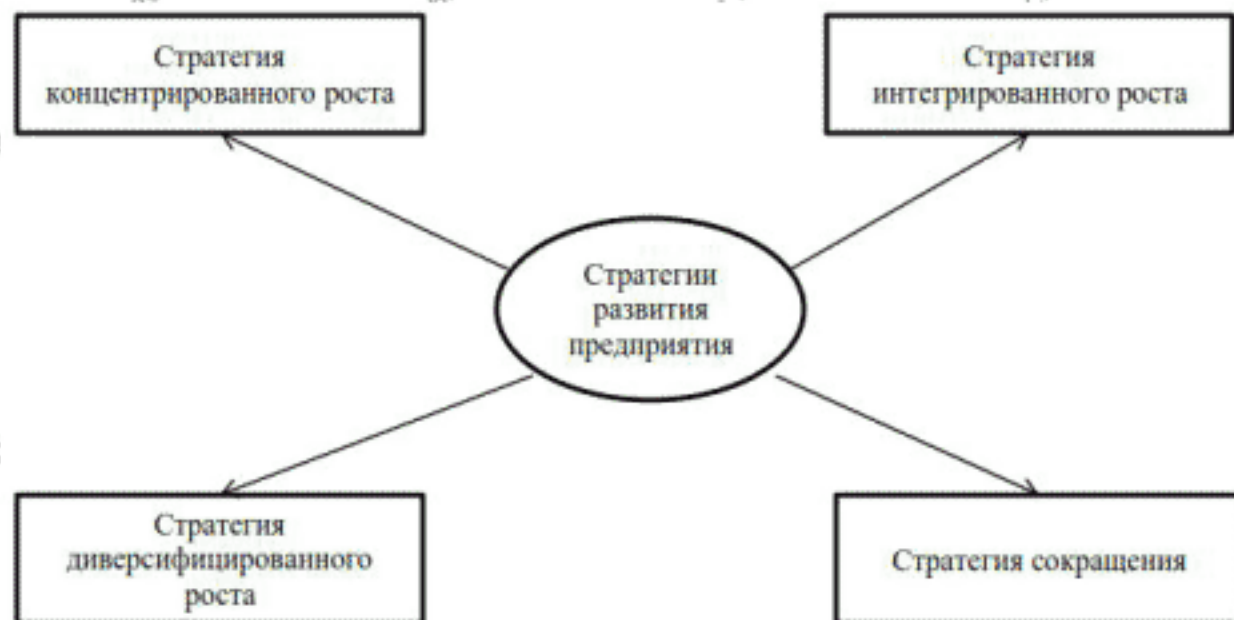 Стратегия
концентрированного роста
Стратегия
интегрированного роста
Стратегии
развития
предприятия
Стратегия
диверсифицированного
роста
Стратегия сокращения